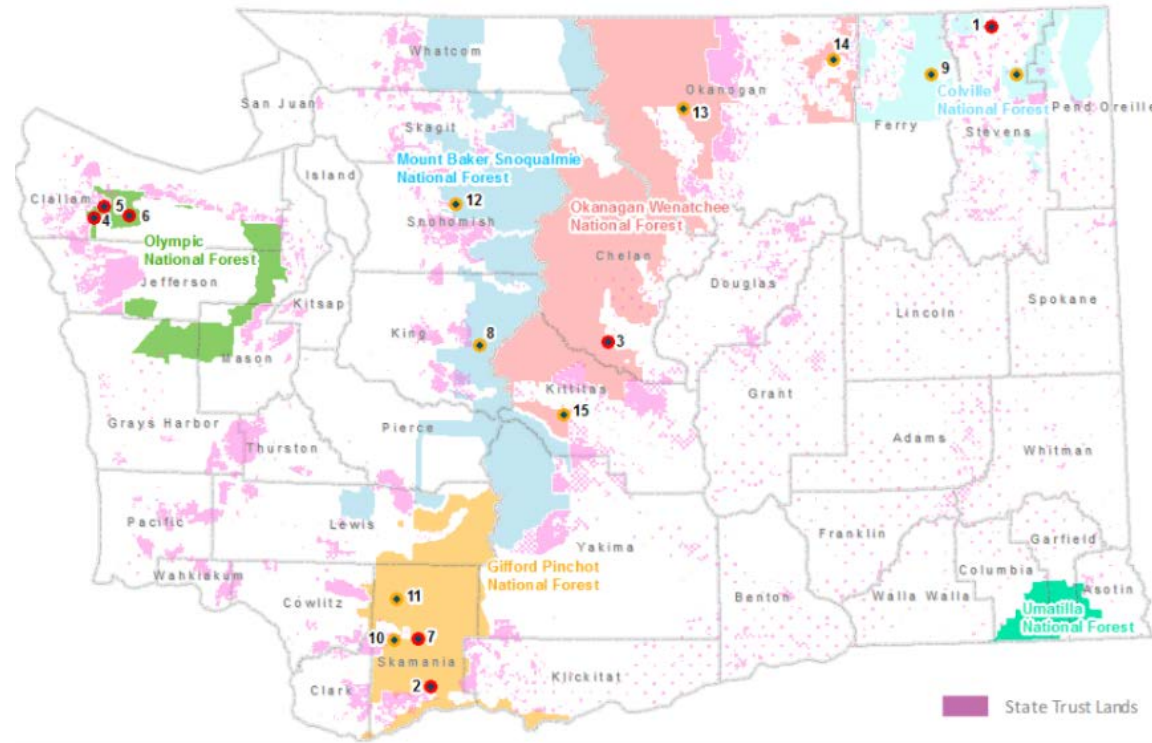 Whatcom
San Juan
Skagit
Island
Mount Baker Snoqualmie
National Forest
12
Snohomish
Clallam
5
4
6
Olympic
National Forest
Jefferson
Kitsap
King
8
Mason
Grays Harbor
Thurston
Pierce
Pacific
Lewis
Wahkiakum
Cowlitz
Gifford Pinchot
National Forest
11
10
7
Skamania
2
Clark
Okanogan
13
14
9
1
Colville
National Forest
Ferry
Stevens
Pend Oreille
Okanagan Wenatchee
National Forest
Chelan
3
Douglas
Lincoln
Spokane
Kittitas
15
Grant
Adams
Whitman
Yakima
Franklin
Garfield
Columbia
Asotin
Benton
Walla Walla
Umatilla
National Forest
Klickitat
State Trust Lands